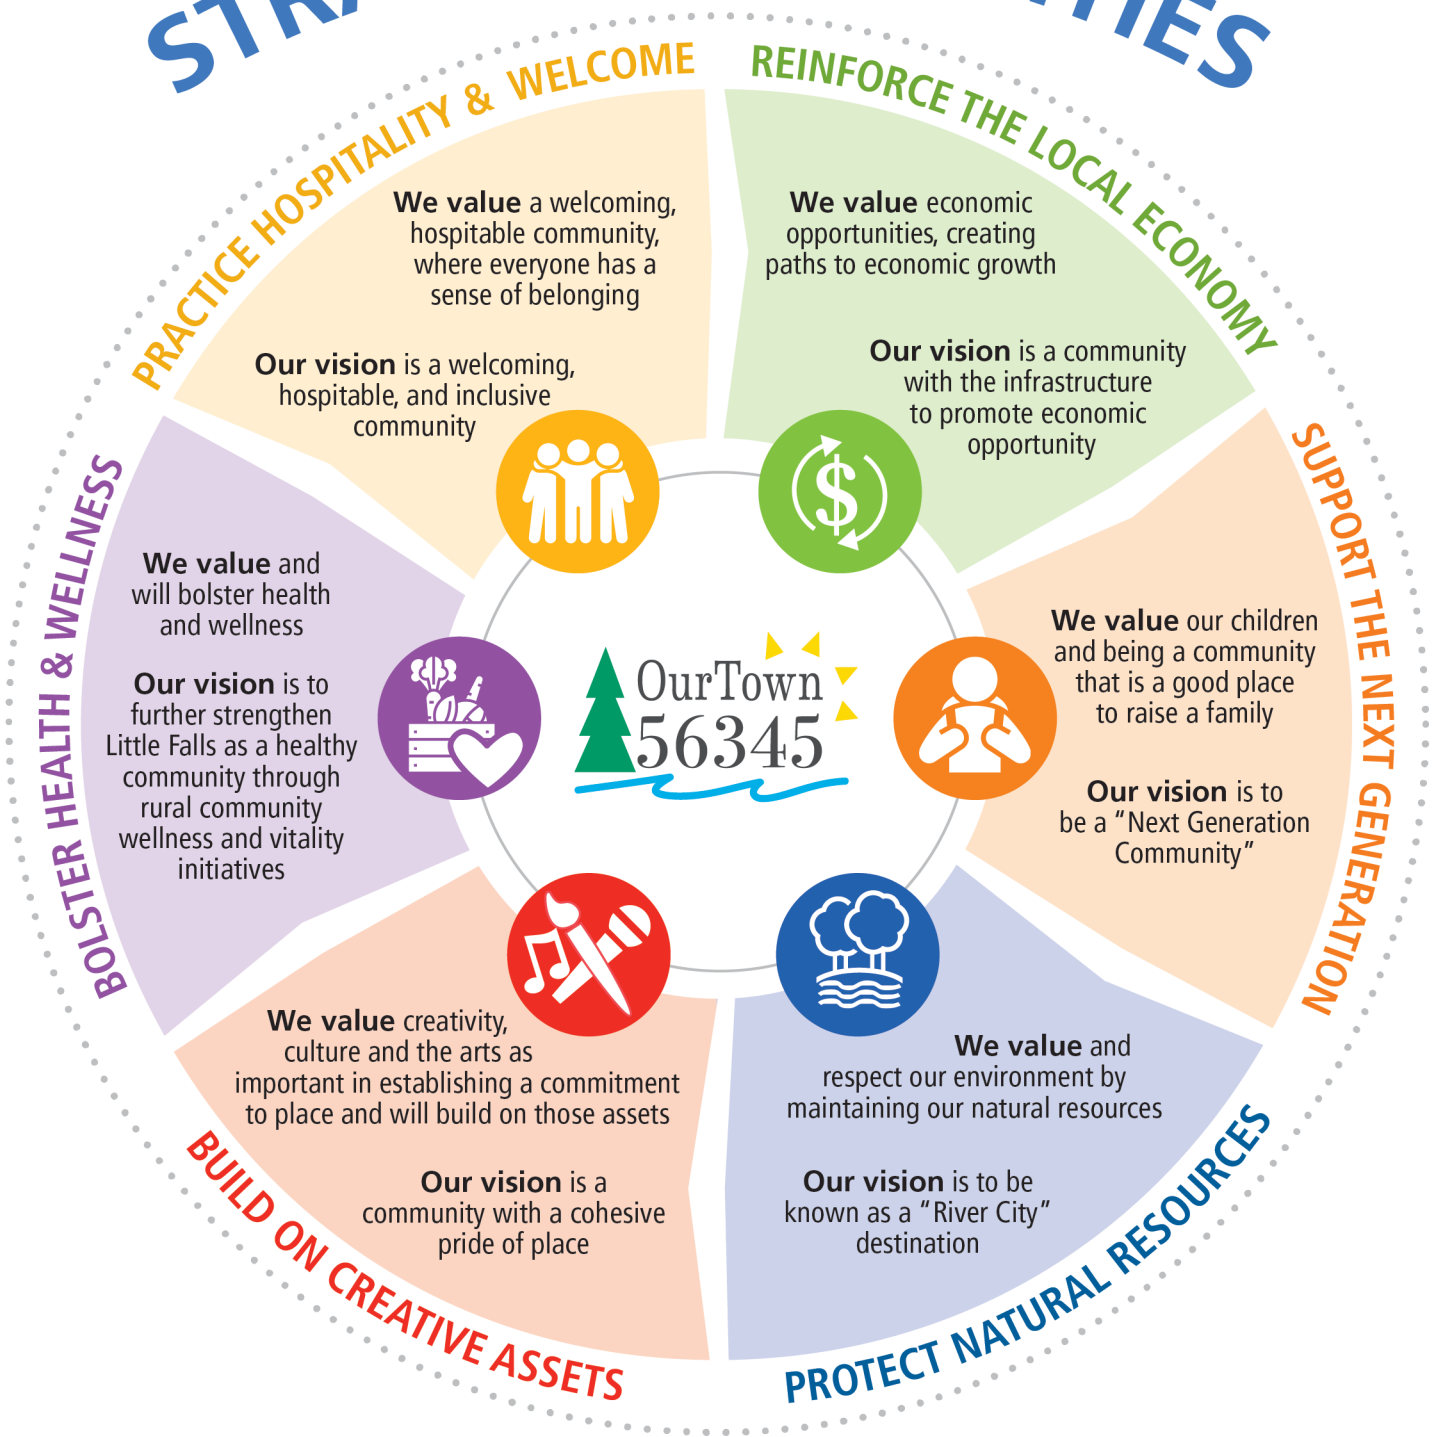 PRACTICE HOSPITALITY & WELCOME
We value a welcoming,
hospitable community,
where everyone has a
sense of belonging
Our vision is a welcoming,
hospitable, and inclusive
community
REINFORCE THE LOCAL ECONOMY
We value economic
opportunities, creating
paths to economic growth
Our vision is a community
with the infrastructure
to promote economic
opportunity
SUPPORT THE NEXT GENERATION
We value our children
and being a community
that is a good place
to raise a family
Our vision is to
be a “Next Generation
Community”
PROTECT NATURAL RESOURCES
We value and
respect our environment by
maintaining our natural resources
Our vision is to be
known as a “River City”
destination
BUILD ON CREATIVE ASSETS
We value creativity,
culture and the arts as
important in establishing a commitment
to place and will build on those assets
Our vision is a
community with a cohesive
pride of place
BOLSTER HEALTH & WELLNESS
We value and
will bolster health
and wellness
Our vision is to
further strengthen
Little Falls as a healthy
community through
rural community
wellness and vitality
initiatives
OurTown
56345